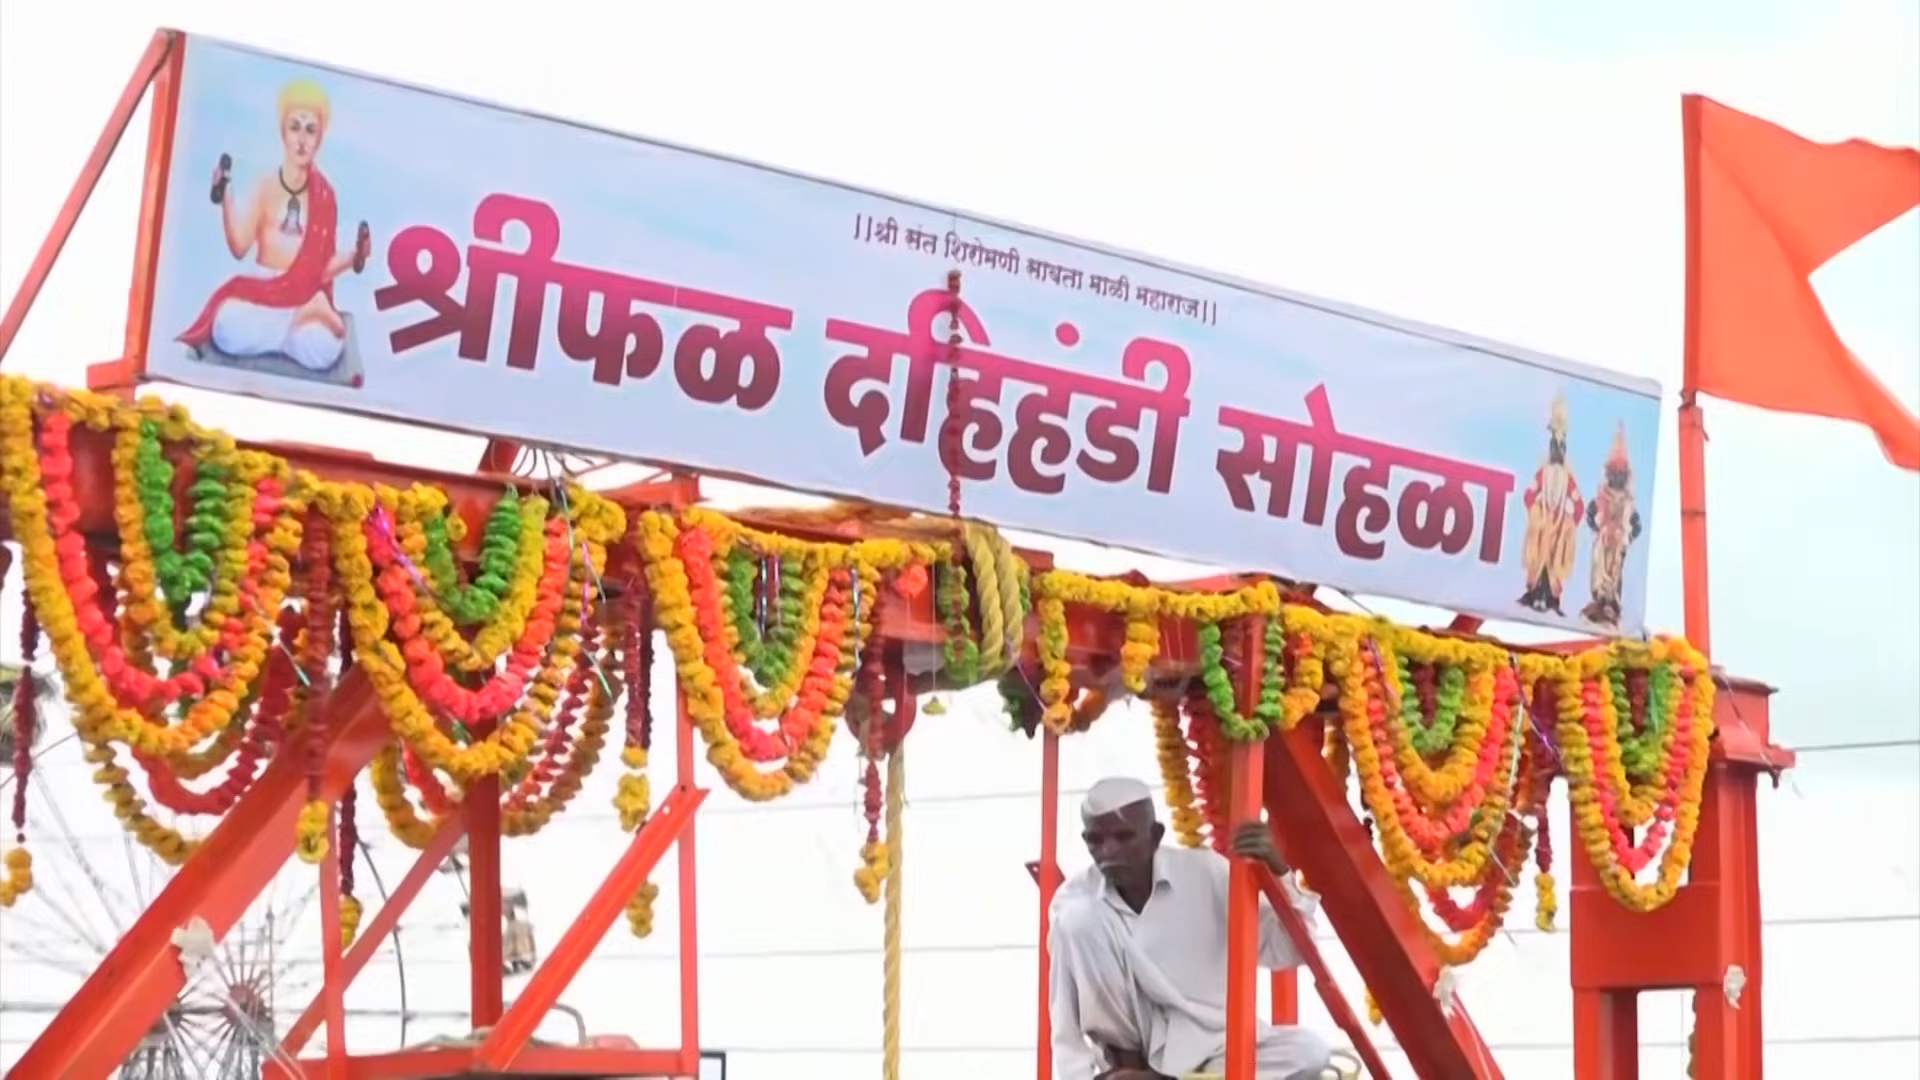 ||श्री संत शिरोमणी सावता माळी महाराज||
श्रीफळ दहिहंडी सोहळा